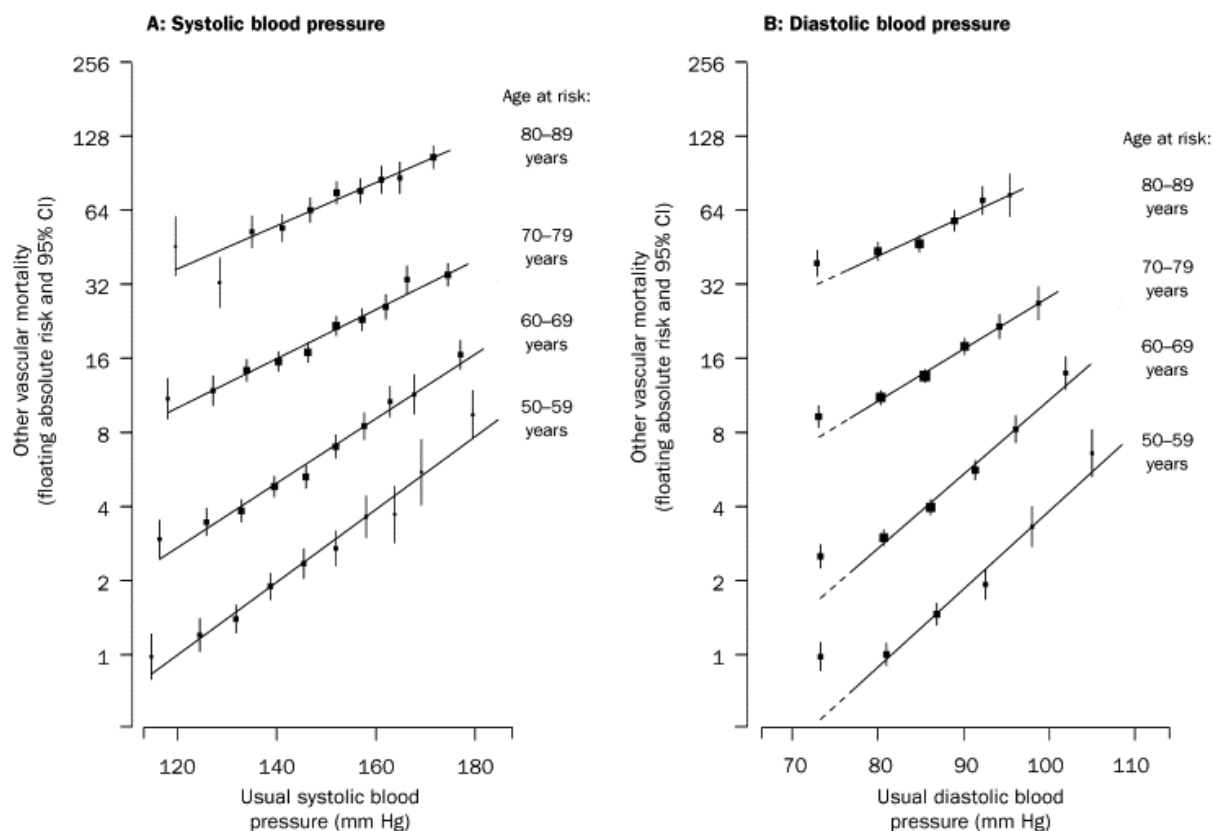 A: Systolic blood pressure
256
128
64
32
16
8
4
2
1
Other vascular mortality
(floating absolute risk and 95% CI)
Age at risk:
80–89
years
70–79
years
60–69
years
50–59
years
120
140
160
180
Usual systolic blood
pressure (mm Hg)
B: Diastolic blood pressure
256
128
64
32
16
8
4
2
1
Other vascular mortality
(floating absolute risk and 95% CI)
Age at risk:
80–89
years
70–79
years
60–69
years
50–59
years
70
80
90
100
110
Usual diastolic blood
pressure (mm Hg)